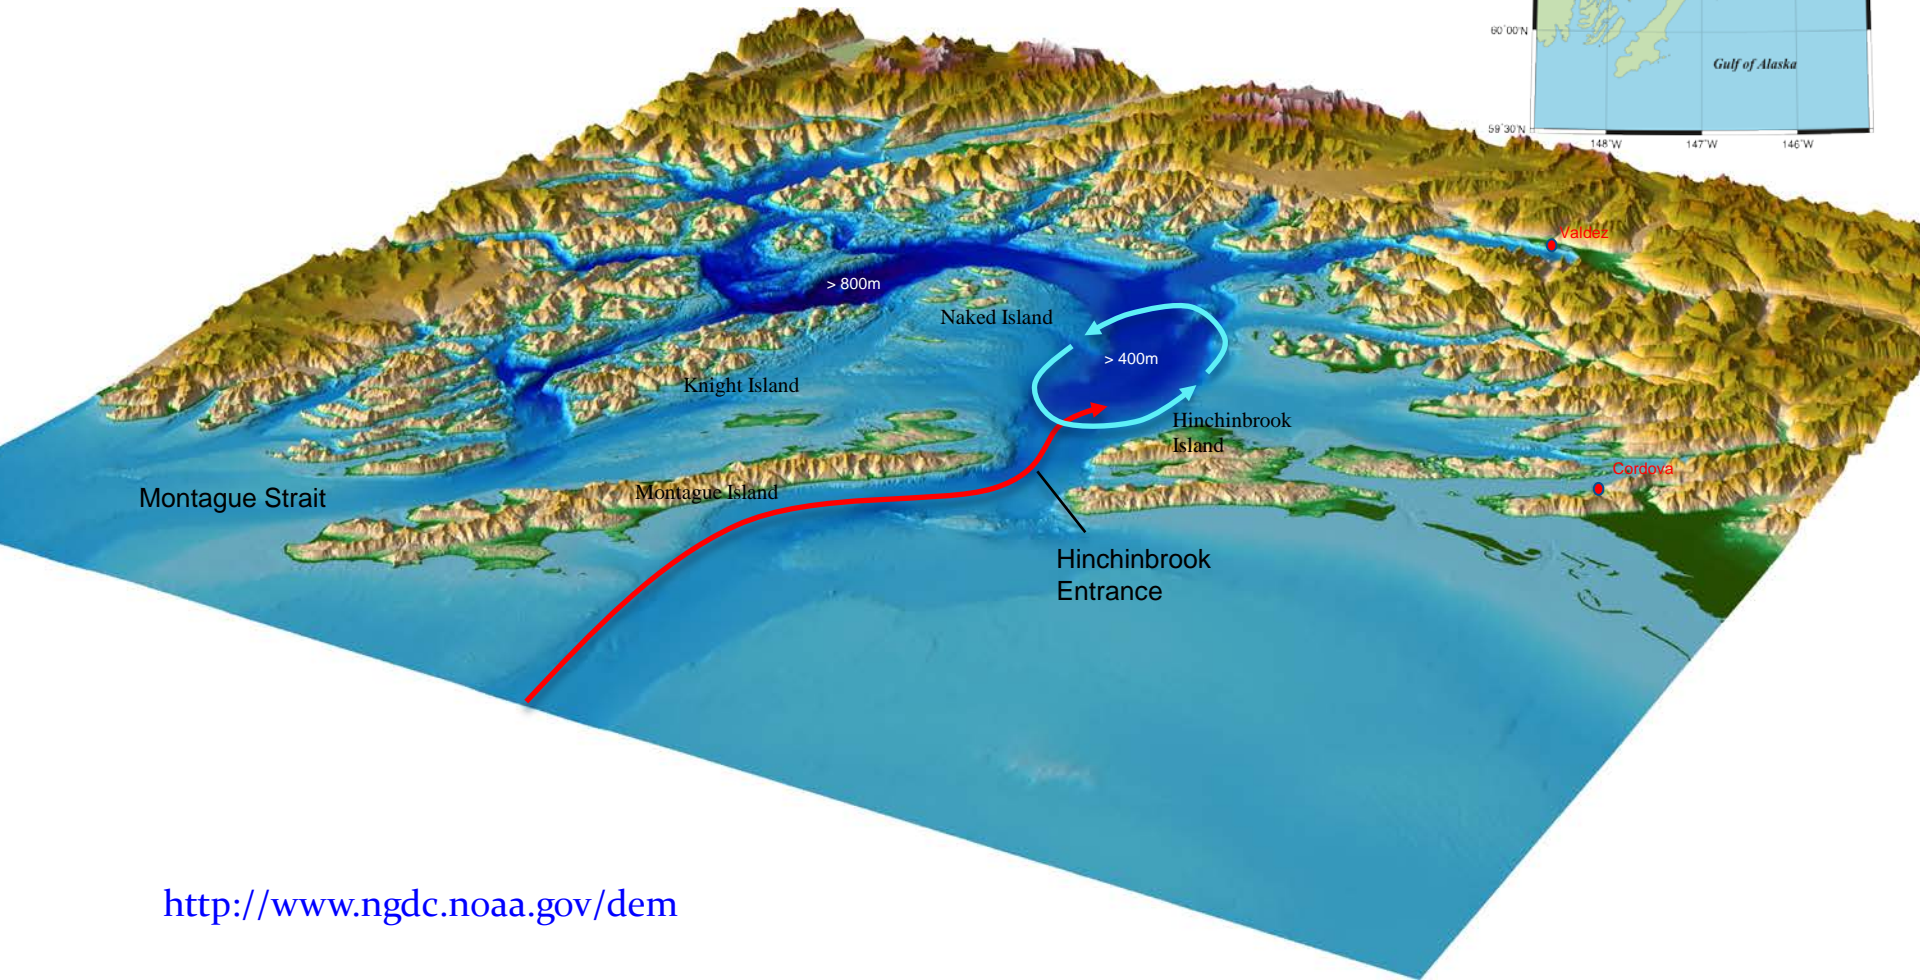 60°00'N
Gulf of Alaska
59°30'N
148°W
147°W
146°W
Valdez
> 800m
Naked Island
> 400m
Knight Island
Hinchinbrook
Island
Cordova
Montague Island
Montague Strait
Hinchinbrook
Entrance
http://www.ngdc.noaa.gov/dem